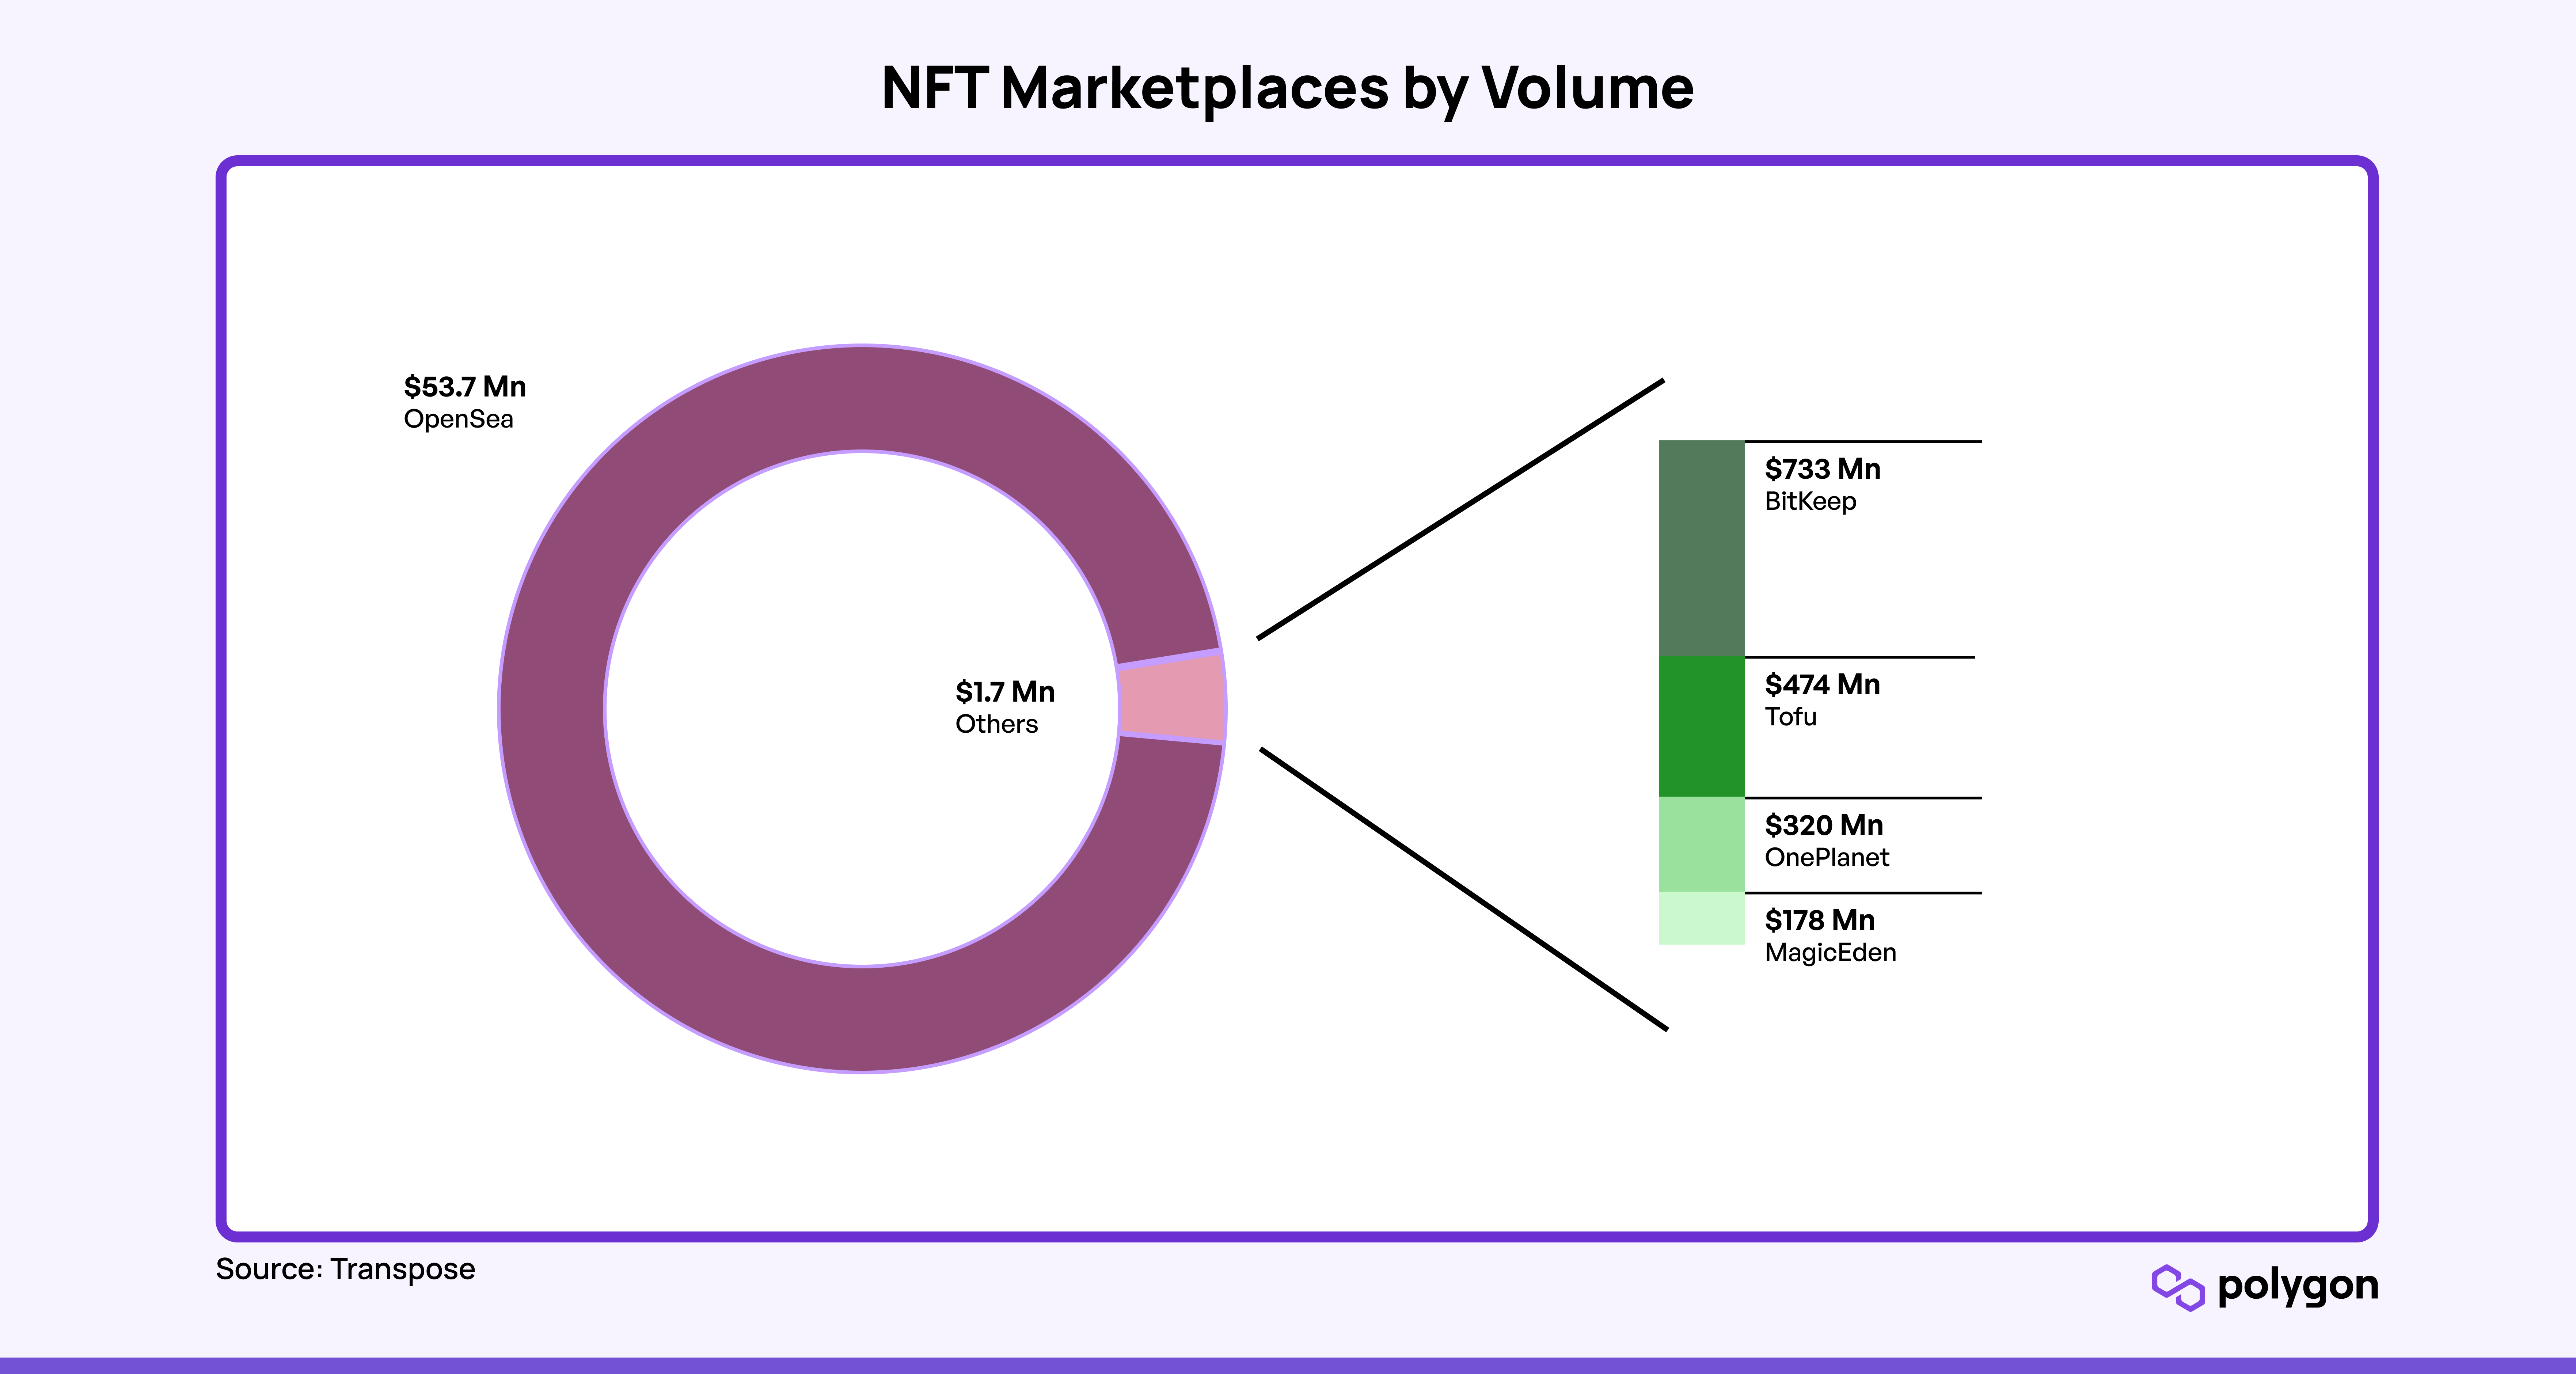 NFT Marketplaces by Volume
$53.7 Mn
OpenSea
$1.7 Mn
Others
$733 Mn
BitKeep
$474 Mn
Tofu
$320 Mn
OnePlanet
$178 Mn
MagicEden
Source: Transpose
polygon